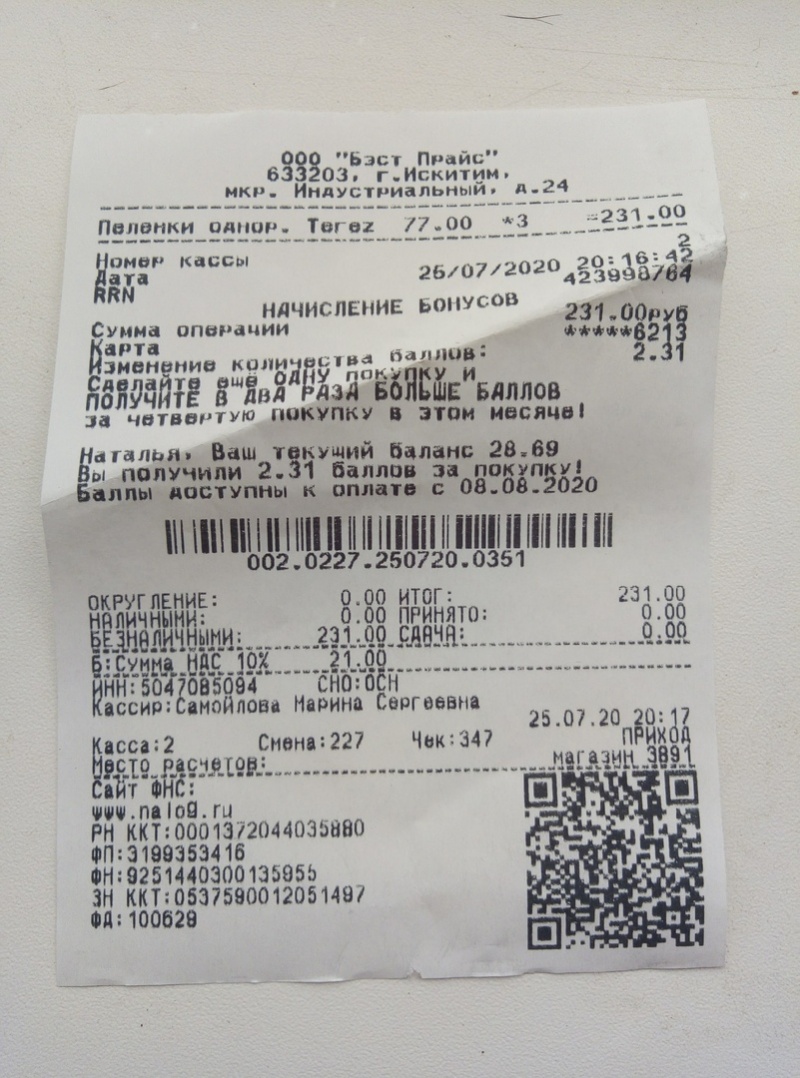 ООО "Бэст Прайс"
633203, г.Искитим,
мкр. Индустриальный, д.24
Пеленки однор. Terez 77.00 *3 =231.00
Номер кассы 2
Дата 25/07/2020 20:16:42
RRN 423998764
НАЧИСЛЕНИЕ БОНУСОВ
Сумма операции 231.00руб
Карта *****6213
Изменение количества баллов: 2.31
Сделайте ещё ОДНУ ПОКУПКУ И
ПОЛУЧИТЕ В ДВА РАЗА БОЛЬШЕ БАЛЛОВ
за четвертую покупку в этом месяце!
Наталья, Ваш текущий баланс 28.69
Вы получили 2.31 баллов за покупку!
Баллы доступны к оплате с 08.08.2020
002.0227.250720.0351
ОКРУГЛЕНИЕ: 0.00 ИТОГ: 231.00
НАЛИЧНЫМИ: 0.00 ПРИНЯТО: 0.00
БЕЗНАЛИЧНЫМИ: 231.00 СДАЧА: 0.00
Б:Сумма НДС 10% 21.00
ИНН:5047085094 СНО:ОСН
Кассир:Самойлова Марина Сергеевна
25.07.20 20:17
Касса:2 Смена:227 Чек:347 ПРИХОД
Место расчетов: магазин 3891
Сайт ФНС:
www.nalog.ru
РН ККТ:0001372044035880
ФП:3199353416
ФН:9251440300135955
ЗН ККТ:0537590012051497
ФД:100629